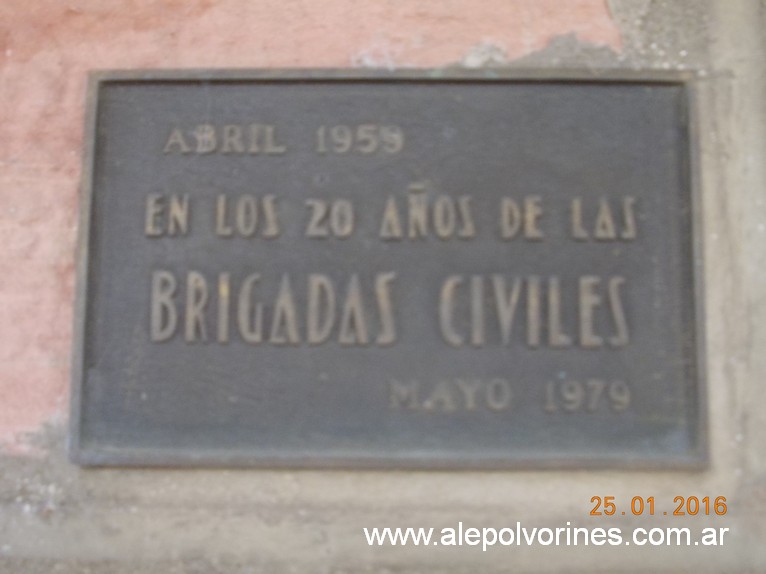 ABRIL 1959
EN LOS 20 AÑOS DE LAS
BRIGADAS CIVILES
MAYO 1979
25.01.2016
www.alepolvorines.com.ar